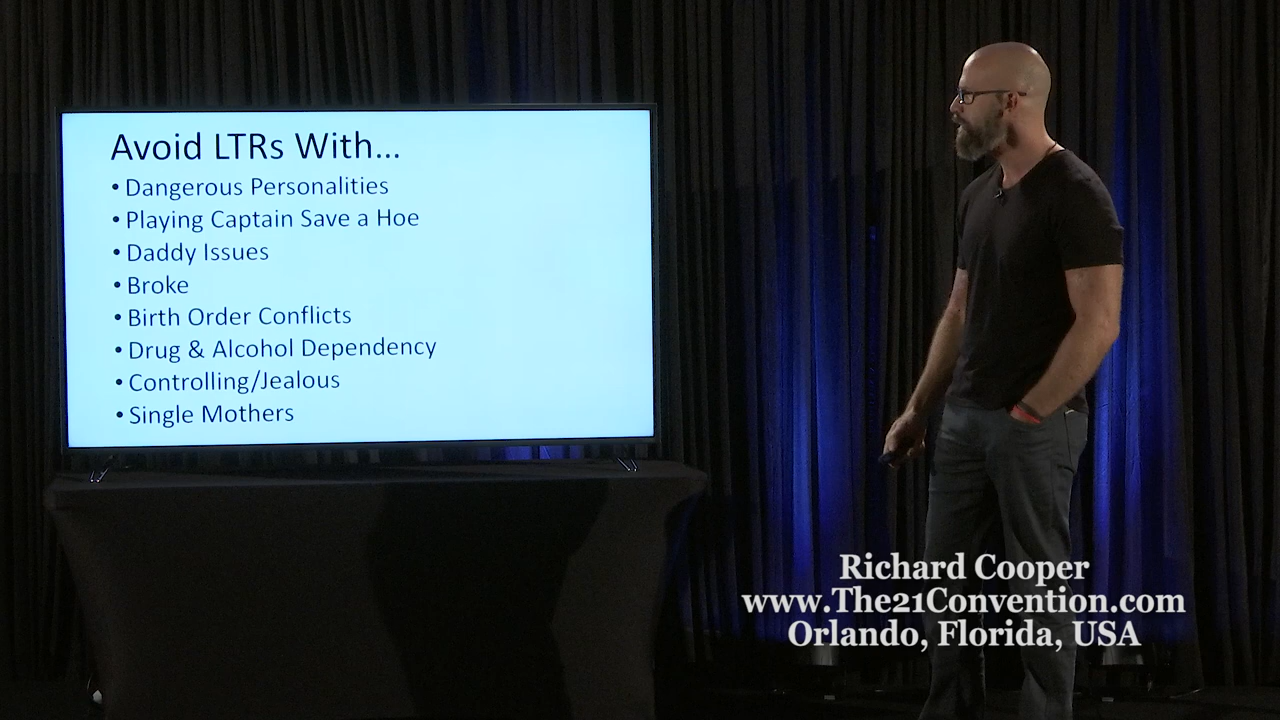 Avoid LTRs With...
• Dangerous Personalities
• Playing Captain Save a Hoe
• Daddy Issues
• Broke
• Birth Order Conflicts
• Drug & Alcohol Dependency
• Controlling/Jealous
• Single Mothers
Richard Cooper
www.The21Convention.com
Orlando, Florida, USA